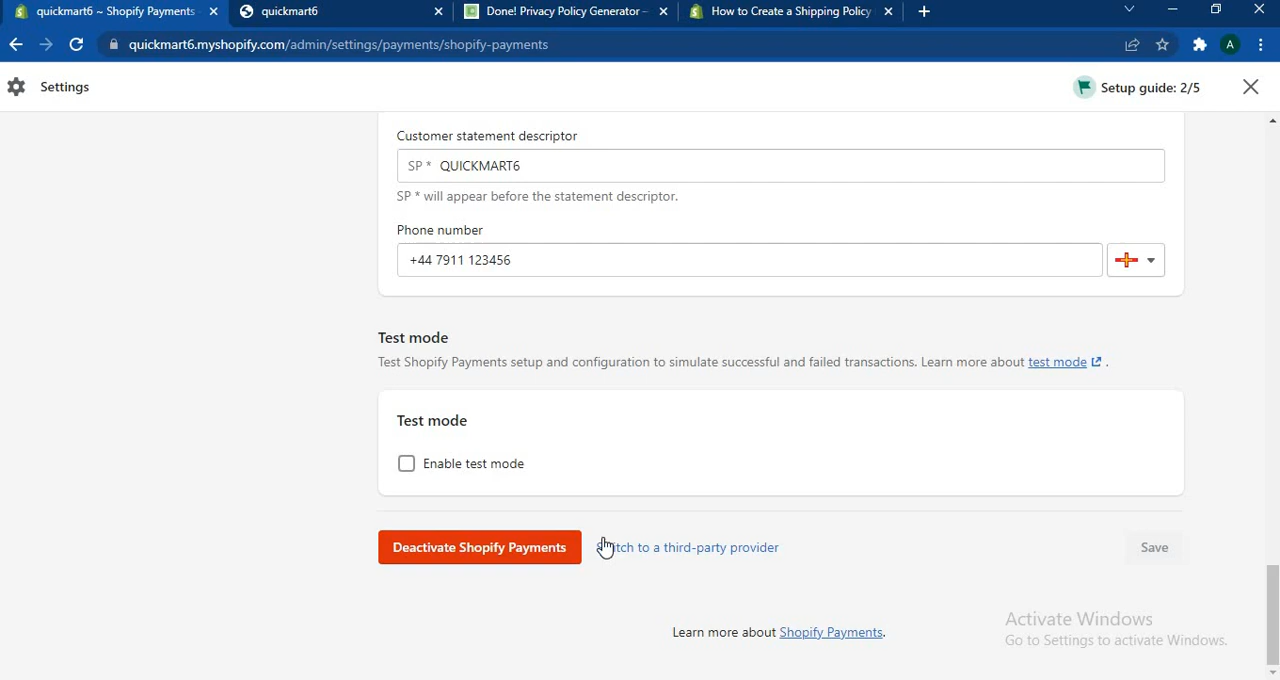 quickmart6 ~ Shopify Payments
quickmart6
Done! Privacy Policy Generator –
How to Create a Shipping Policy
quickmart6.myshopify.com/admin/settings/payments/shopify-payments
A
Settings
Setup guide: 2/5
Customer statement descriptor
SP * QUICKMART6
SP * will appear before the statement descriptor.
Phone number
+44 7911 123456
Test mode
Test Shopify Payments setup and configuration to simulate successful and failed transactions. Learn more about test mode .
Test mode
Enable test mode
Deactivate Shopify Payments
to a third-party provider
Save
Learn more about Shopify Payments.
Activate Windows
Go to Settings to activate Windows.